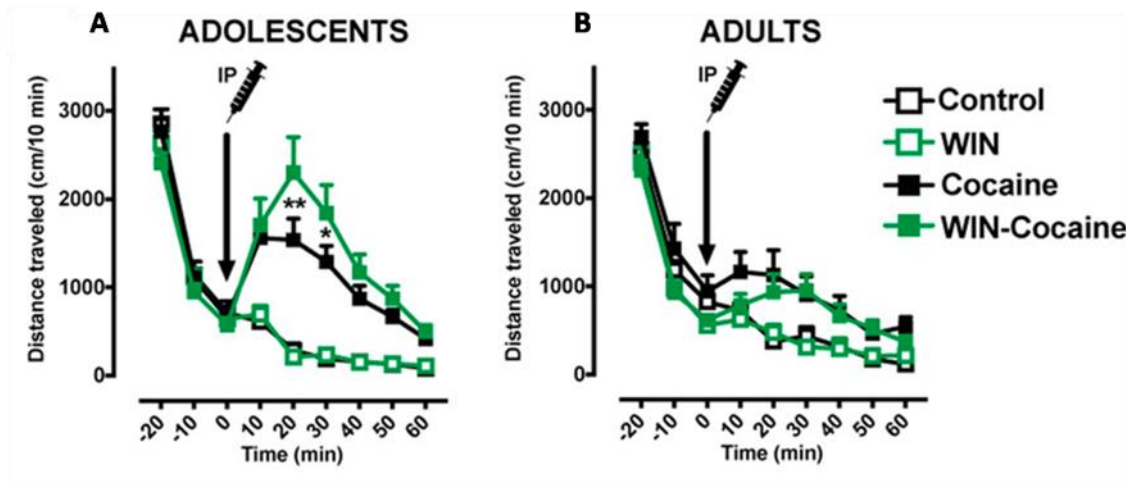 A ADOLESCENTS
IP
Distance traveled (cm/10 min)
3000
2000
1000
0
**
*
-20 -10 0 10 20 30 40 50 60
Time (min)
B ADULTS
IP
Distance traveled (cm/10 min)
3000
2000
1000
0
-20 -10 0 10 20 30 40 50 60
Time (min)
Control
WIN
Cocaine
WIN-Cocaine